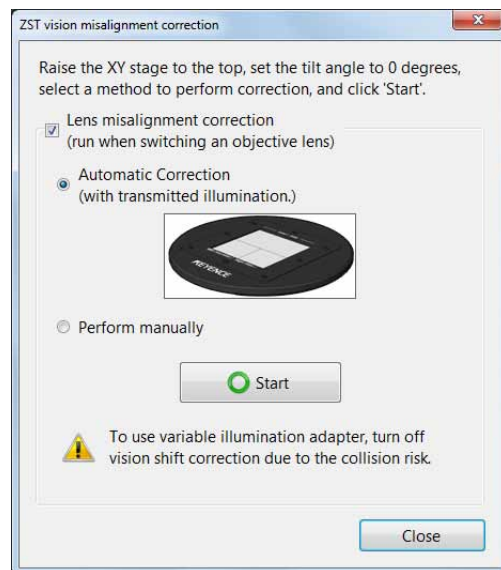 ZST vision misalignment correction
Raise the XY stage to the top, set the tilt angle to 0 degrees,
select a method to perform correction, and click 'Start'.
Lens misalignment correction
(run when switching an objective lens)
Automatic Correction
(with transmitted illumination.)
KEYENCE
Perform manually
Start
To use variable illumination adapter, turn off
vision shift correction due to the collision risk.
Close